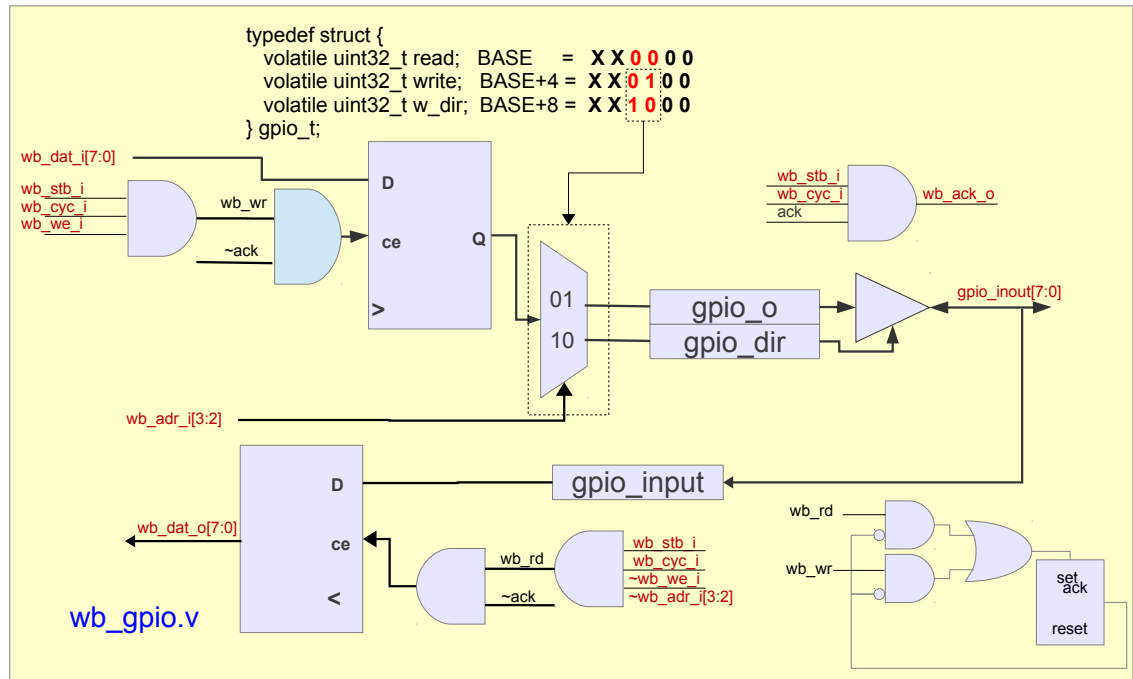 typedef struct {
volatile uint32_t read; BASE = X X 0 0 0 0
volatile uint32_t write; BASE+4 = X X 0 1 0 0
volatile uint32_t w_dir; BASE+8 = X X 1 0 0 0
} gpio_t;
wb_dat_i[7:0]
wb_stb_i
wb_cyc_i
wb_we_i
wb_wr
~ack
D
ce
Q
>
wb_stb_i
wb_cyc_i
ack
wb_ack_o
01
10
gpio_o
gpio_dir
gpio_inout[7:0]
wb_adr_i[3:2]
D
ce
<
wb_dat_o[7:0]
gpio_input
wb_rd
~ack
wb_stb_i
wb_cyc_i
~wb_we_i
~wb_adr_i[3:2]
wb_rd
wb_wr
set
ack
reset
wb_gpio.v